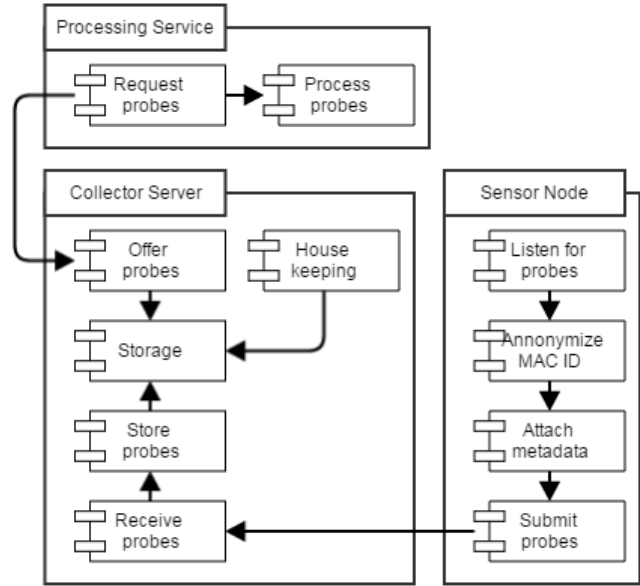 Processing Service
Request
probes
Process
probes
Collector Server
Offer
probes
House
keeping
Storage
Store
probes
Receive
probes
Sensor Node
Listen for
probes
Annonymize
MAC ID
Attach
metadata
Submit
probes